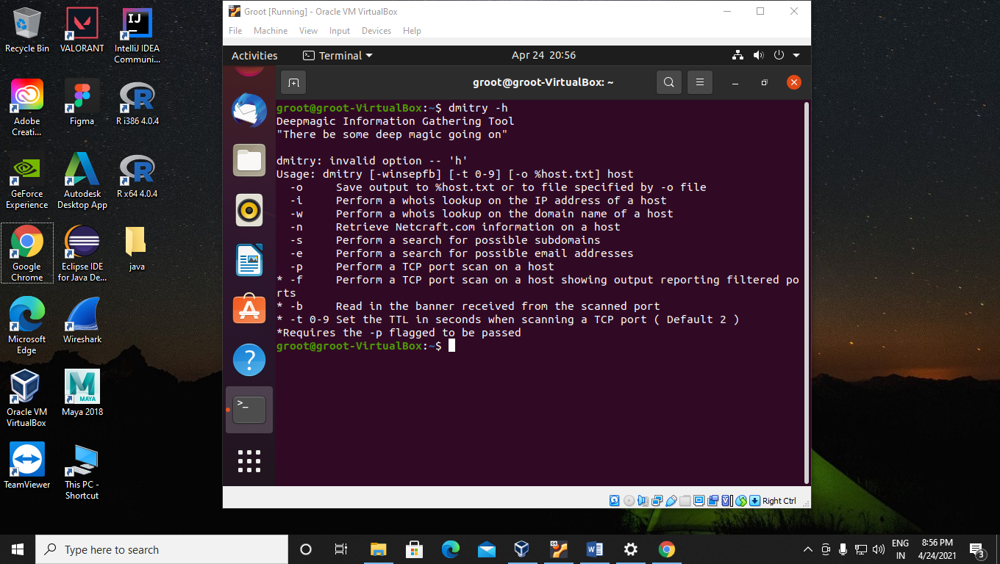 Groot [Running] - Oracle VM VirtualBox
File Machine View Input Devices Help
Activities Terminal Apr 24 20:56
groot@groot-VirtualBox: ~
groot@groot-VirtualBox:~$ dmitry -h
Deepmagic Information Gathering Tool
"There be some deep magic going on"
dmitry: invalid option -- 'h'
Usage: dmitry [-winsepfb] [-t 0-9] [-o %host.txt] host
-o Save output to %host.txt or to file specified by -o file
-i Perform a whois lookup on the IP address of a host
-w Perform a whois lookup on the domain name of a host
-n Retrieve Netcraft.com information on a host
-s Perform a search for possible subdomains
-e Perform a search for possible email addresses
-p Perform a TCP port scan on a host
* -f Perform a TCP port scan on a host showing output reporting filtered po
rts
* -b Read in the banner received from the scanned port
* -t 0-9 Set the TTL in seconds when scanning a TCP port ( Default 2 )
*Requires the -p flagged to be passed
groot@groot-VirtualBox:~$
>_
Right Ctrl
Recycle Bin
VALORANT
IJ
IntelliJ IDEA
Communi...
Adobe
Creati...
Figma
R i386 4.0.4
GeForce
Experience
Autodesk
Desktop App
R x64 4.0.4
Google
Chrome
Eclipse IDE
for Java De...
java
Microsoft
Edge
Wireshark
Oracle VM
VirtualBox
MAYA
Maya 2018
TeamViewer
This PC -
Shortcut
Type here to search
ENG
IN
8:56 PM
4/24/2021
3